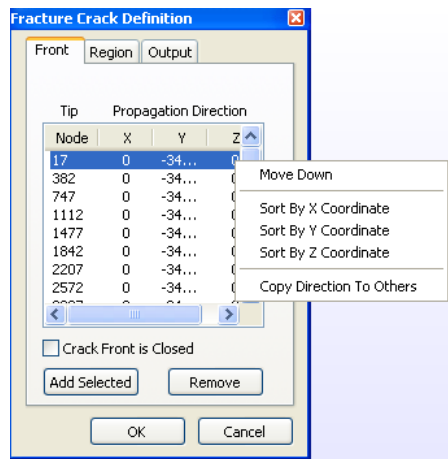 Fracture Crack Definition
Front Region Output
Tip Propagation Direction
Node X Y Z
17 0 -34... 0
Move Down
382 0 -34...
747 0 -34...
Sort By X Coordinate
1112 0 -34...
Sort By Y Coordinate
1477 0 -34...
Sort By Z Coordinate
1842 0 -34...
2207 0 -34...
Copy Direction To Others
2572 0 -34...
Crack Front is Closed
Add Selected Remove
OK Cancel